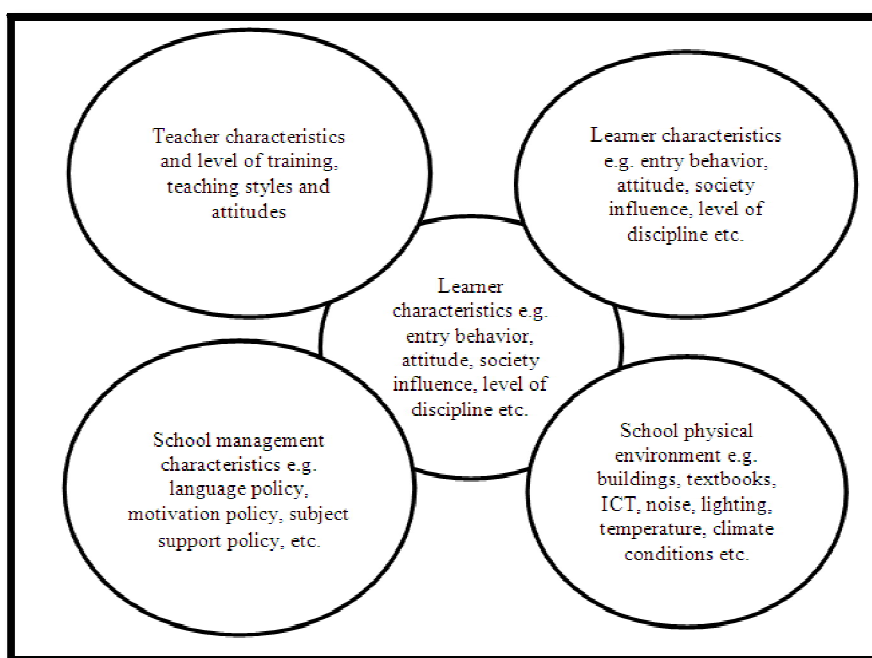 Teacher characteristics
and level of training,
teaching styles and
attitudes
Learner characteristics
e.g. entry behavior,
attitude, society
influence, level of
discipline etc.
Learner
characteristics e.g.
entry behavior,
attitude, society
influence, level of
discipline etc.
School management
characteristics e.g.
language policy,
motivation policy, subject
support policy, etc.
School physical
environment e.g.
buildings, textbooks,
ICT, noise, lighting,
temperature, climate
conditions etc.